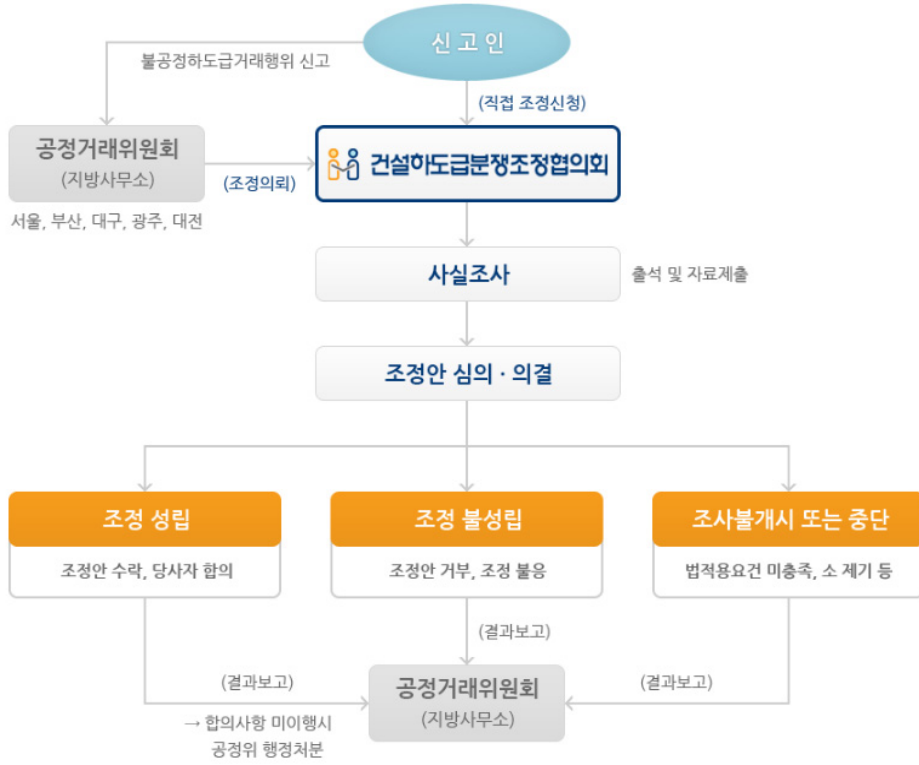 신고인
불공정하도급거래행위 신고
(직접 조정신청)
공정거래위원회
(지방사무소)
(조정의뢰)
건설하도급분쟁조정협의회
서울, 부산, 대구, 광주, 대전
사실조사
출석 및 자료제출
조정안 심의 · 의결
조정 성립
조정안 수락, 당사자 합의
조정 불성립
조정안 거부, 조정 불응
조사불개시 또는 중단
법적용요건 미충족, 소 제기 등
(결과보고)
(결과보고)
(결과보고)
→ 합의사항 미이행시
공정위 행정처분
공정거래위원회
(지방사무소)